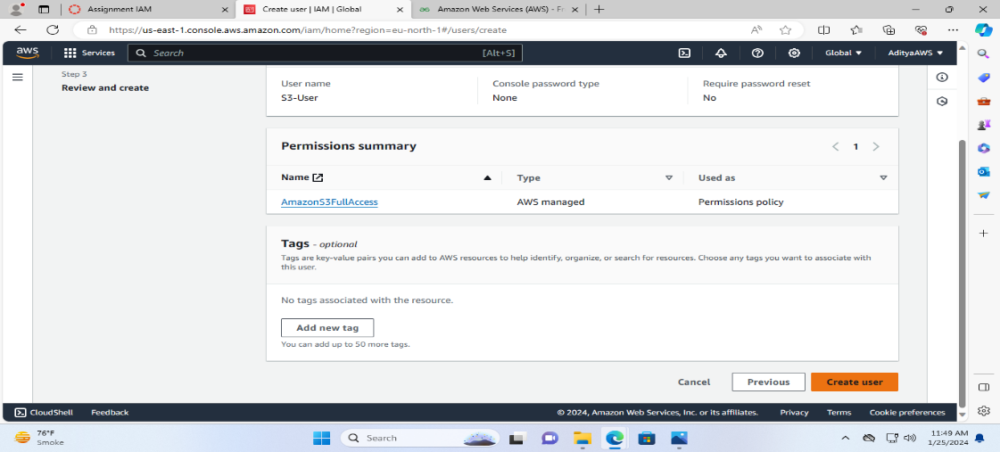 Assignment IAM
Create user | IAM | Global
Amazon Web Services (AWS) - Fr
https://us-east-1.console.aws.amazon.com/iam/home?region=eu-north-1#/users/create
aws
Services
Search
[Alt+S]
Global
AdityaAWS
Step 3
Review and create
User name
Console password type
Require password reset
S3-User
None
No
Permissions summary
1
Name
Type
Used as
AmazonS3FullAccess
AWS managed
Permissions policy
Tags - optional
Tags are key-value pairs you can add to AWS resources to help identify, organize, or search for resources. Choose any tags you want to associate with
this user.
No tags associated with the resource.
Add new tag
You can add up to 50 more tags.
Cancel
Previous
Create user
CloudShell
Feedback
© 2024, Amazon Web Services, Inc. or its affiliates.
Privacy
Terms
Cookie preferences
76°F
Smoke
Search
11:49 AM
1/25/2024